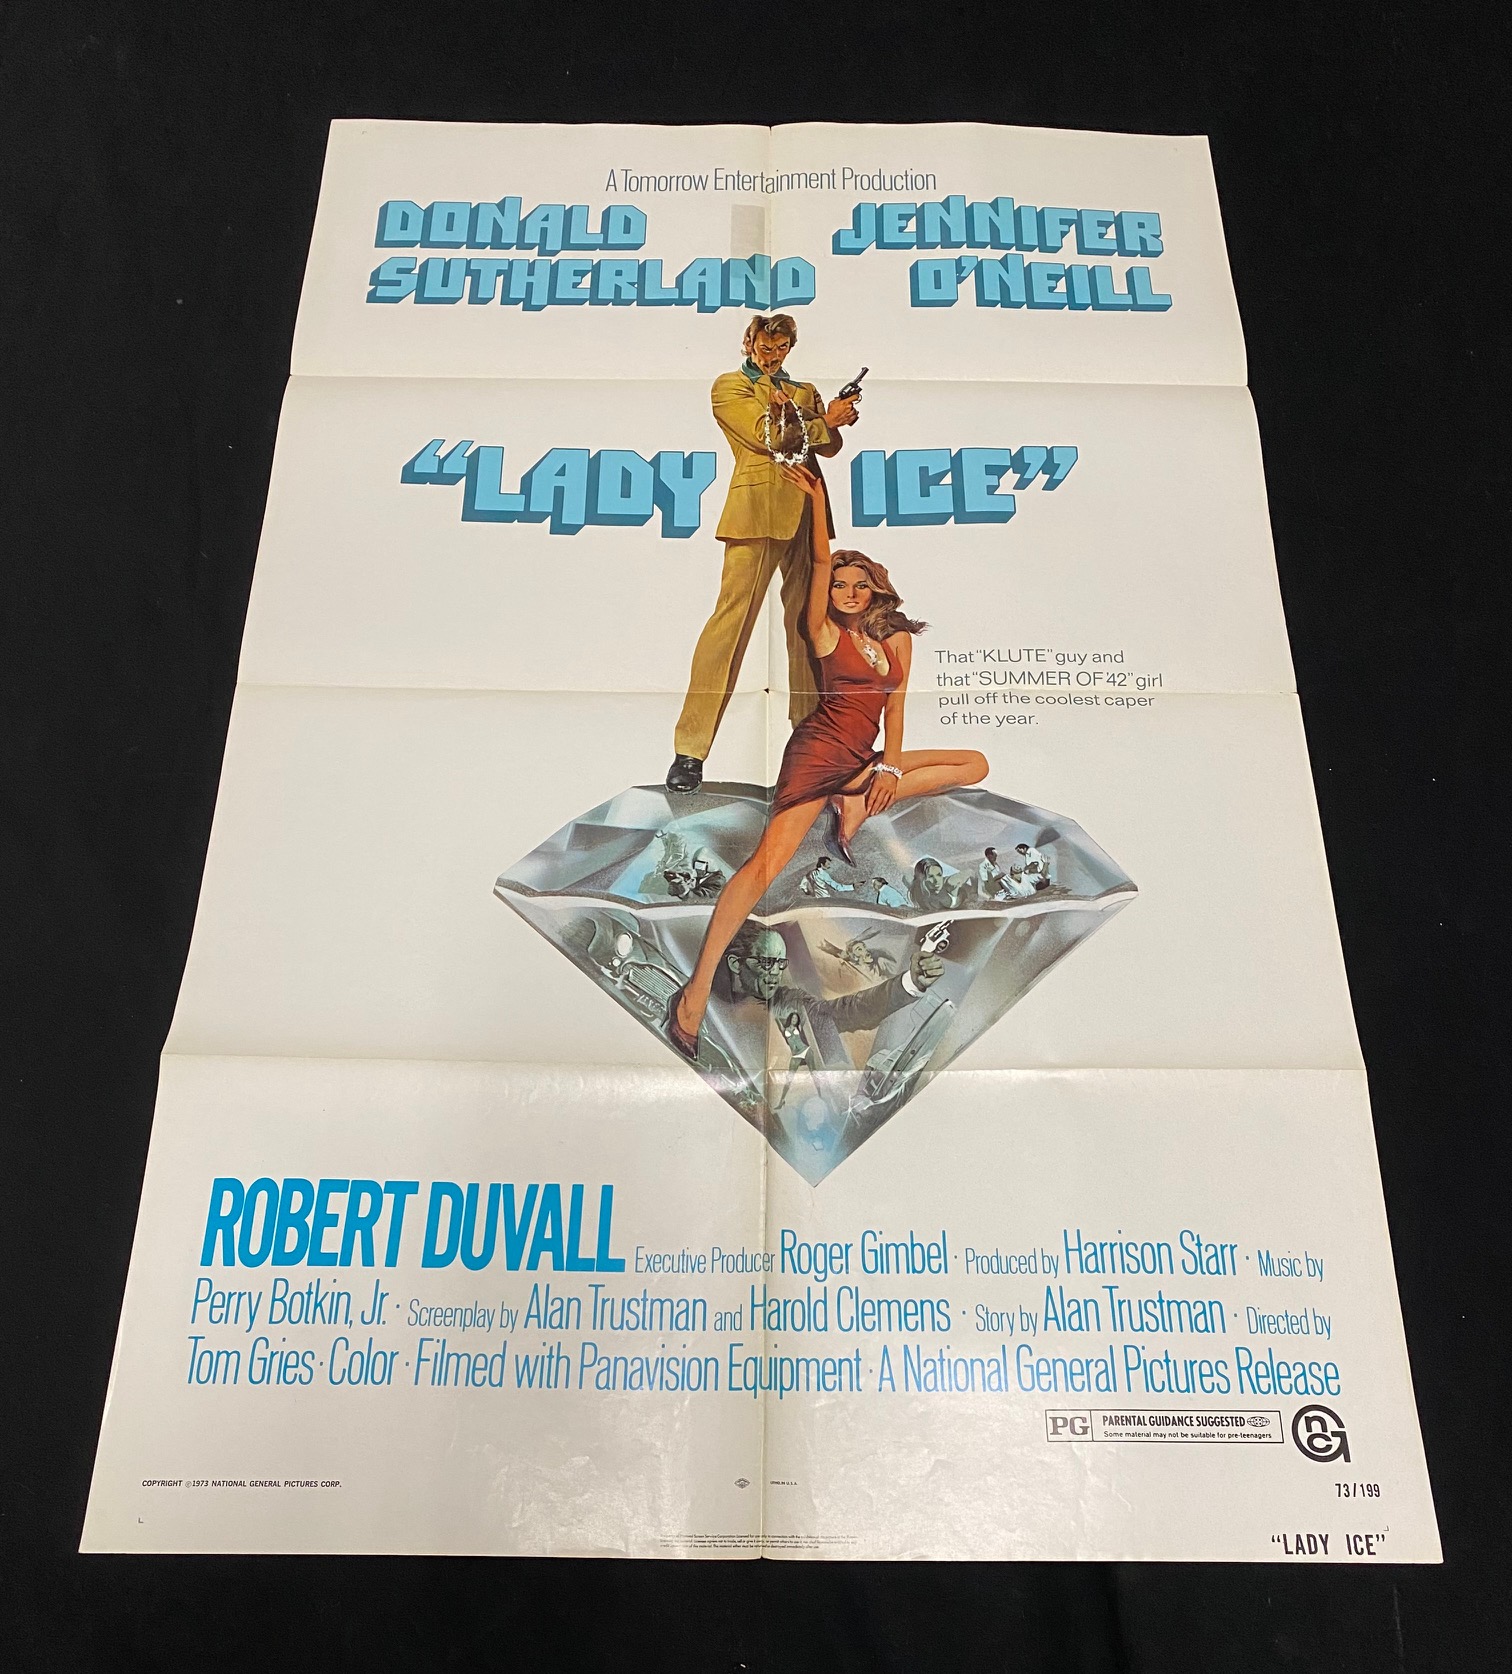 A Tomorrow Entertainment Production
DONALD SUTHERLAND
JENNIFER O'NEILL
“LADY ICE”
That “KLUTE” guy and
that “SUMMER OF '42” girl
pull off the coolest caper
of the year.
ROBERT DUVALL Executive Producer Roger Gimbel · Produced by Harrison Starr · Music by
Perry Botkin, Jr. · Screenplay by Alan Trustman and Harold Clemens · Story by Alan Trustman · Directed by
Tom Gries · Color · Filmed with Panavision Equipment · A National General Pictures Release
PG PARENTAL GUIDANCE SUGGESTED
Some material may not be suitable for pre-teenagers
COPYRIGHT ©1973 NATIONAL GENERAL PICTURES CORP.
LITHO. IN U.S.A.
73/199
“LADY ICE”